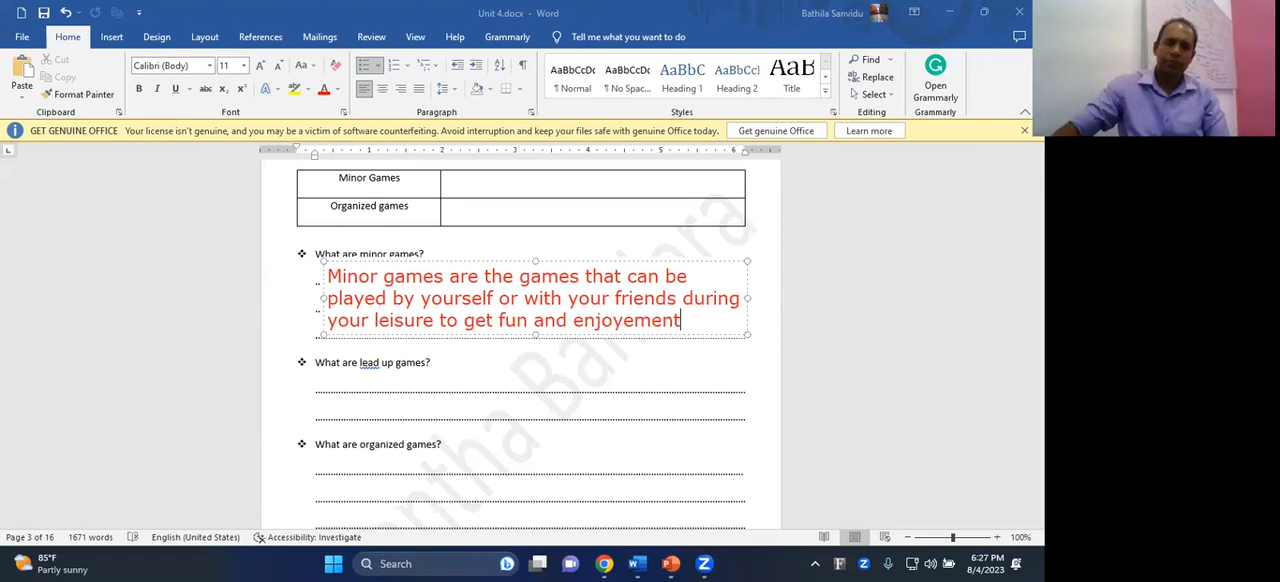 Unit 4.docx - Word
Bathila Sanvidu
File Home Insert Design Layout References Mailings Review View Help Grammarly Tell me what you want to do
Paste
Cut
Copy
Format Painter
Clipboard
Calibri (Body) 11
Font
Paragraph
AaBbCcDc AaBbCcDc AaBbC AaBbCcl AaB
¶ Normal ¶ No Spac... Heading 1 Heading 2 Title
Styles
Find
Replace
Select
Editing
Open Grammarly
Grammarly
GET GENUINE OFFICE Your license isn't genuine, and you may be a victim of software counterfeiting. Avoid interruption and keep your files safe with genuine Office today. Get genuine Office Learn more
1 2 3 4 5 6
Minor Games
Organized games
What are minor games?
Minor games are the games that can be
played by yourself or with your friends during
your leisure to get fun and enjoyement
What are lead up games?
What are organized games?
Page 3 of 16 1671 words English (United States) Accessibility: Investigate 100%
85°F
Partly sunny
Search
6:27 PM
8/4/2023